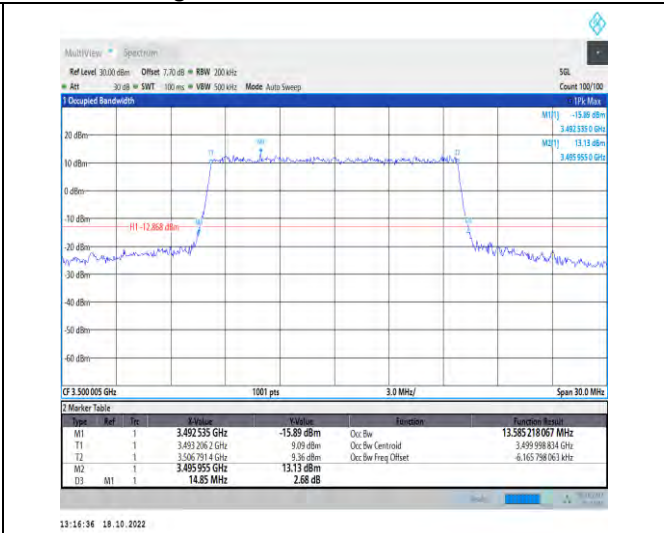 MultiView Spectrum
Ref Level 30.00 dBm Offset 7.70 dB RBW 200 kHz SGL
Att 30 dB SWT 100 ms VBW 500 kHz Mode Auto Sweep Count 100/100
1 Occupied Bandwidth 1Pk Max
M1[1] -15.89 dBm
3.492 535 0 GHz
20 dBm M2[1] 13.13 dBm
3.495 955 0 GHz
M2
T1 T2
10 dBm
0 dBm
-10 dBm
H1 -12.868 dBm
-20 dBm
-30 dBm
-40 dBm
-50 dBm
-60 dBm
CF 3.500 005 GHz 1001 pts 3.0 MHz/ Span 30.0 MHz
2 Marker Table
Type Ref Trc X-Value Y-Value Function Function Result
M1 1 3.492 535 GHz -15.89 dBm Occ Bw 13.585 218 067 MHz
T1 1 3.493 206 2 GHz 9.09 dBm Occ Bw Centroid 3.499 998 834 GHz
T2 1 3.506 791 4 GHz 9.36 dBm Occ Bw Freq Offset -6.165 798 063 kHz
M2 1 3.495 955 GHz 13.13 dBm
D3 M1 1 14.85 MHz 2.68 dB
13:16:36 18.10.2022